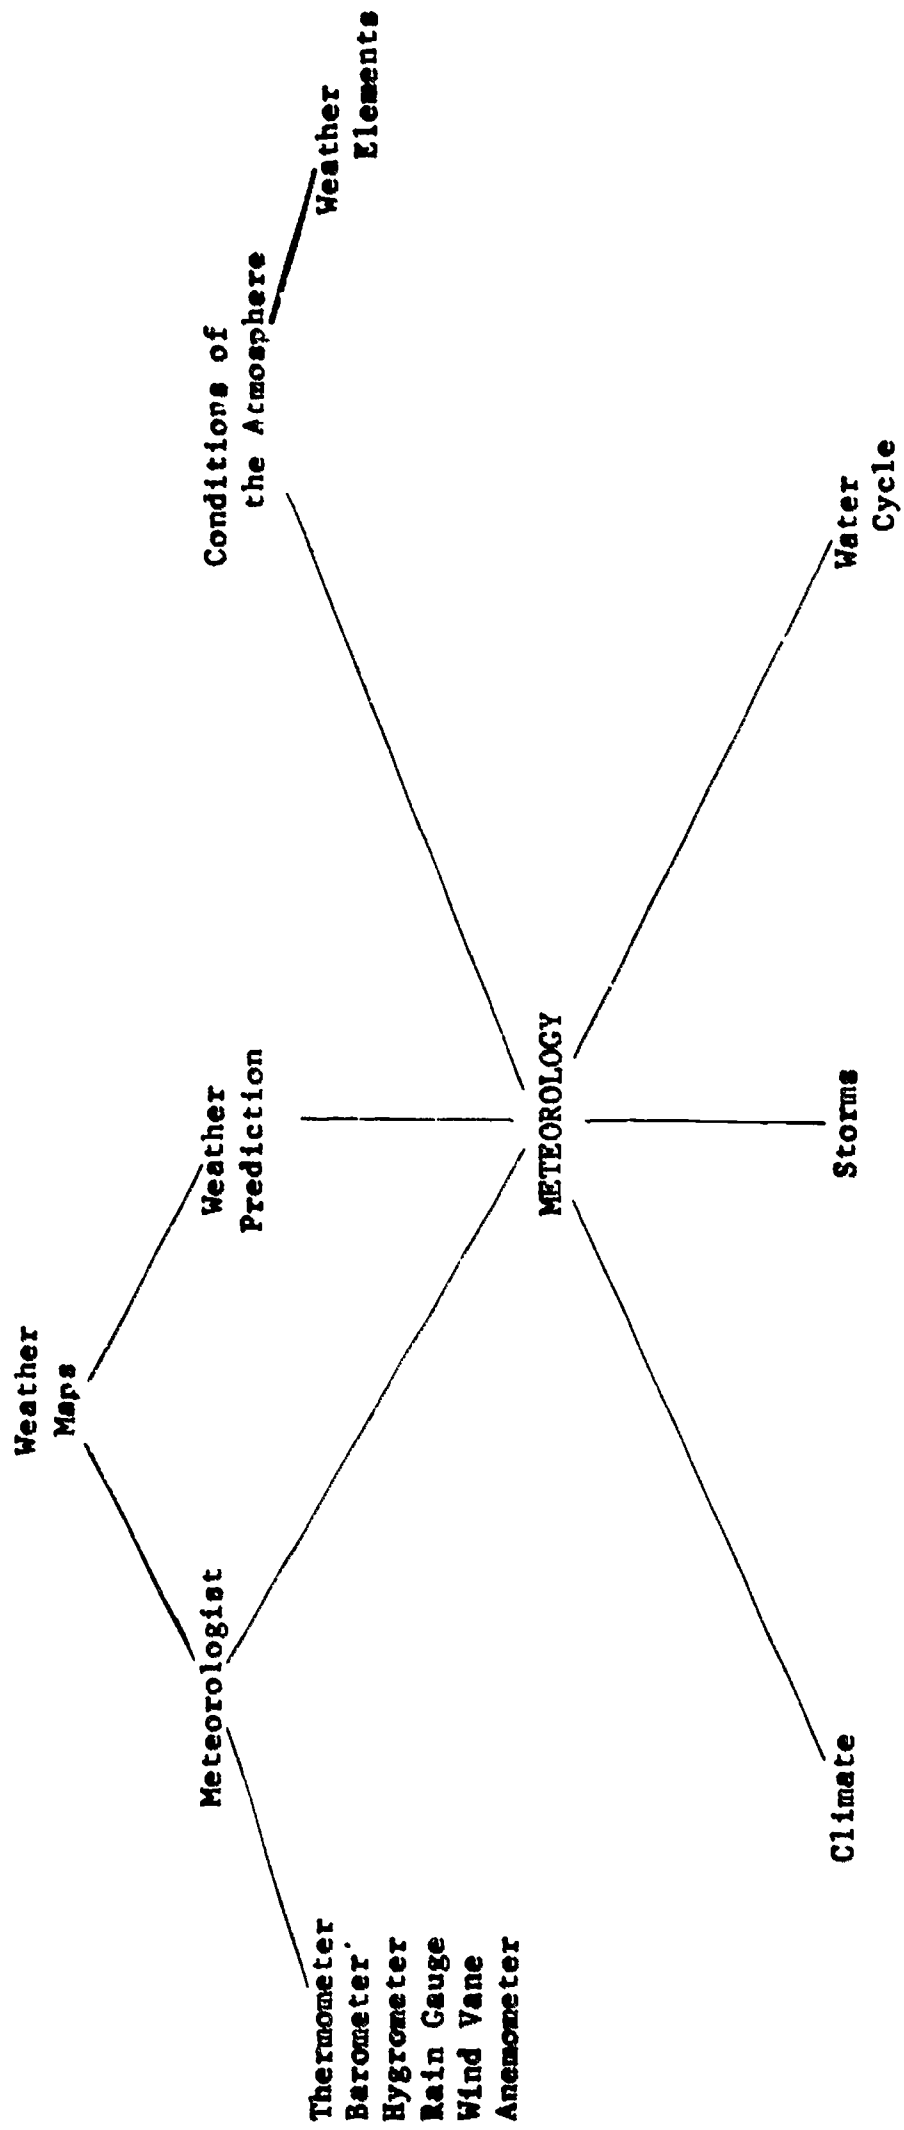 Weather
Maps
Meteorologist
Weather
Prediction
Conditions of
the Atmosphere
Thermometer
Barometer
Hygrometer
Rain Gauge
Wind Vane
Anemometer
Weather
Elements
METEOROLOGY
Climate
Storms
Water
Cycle